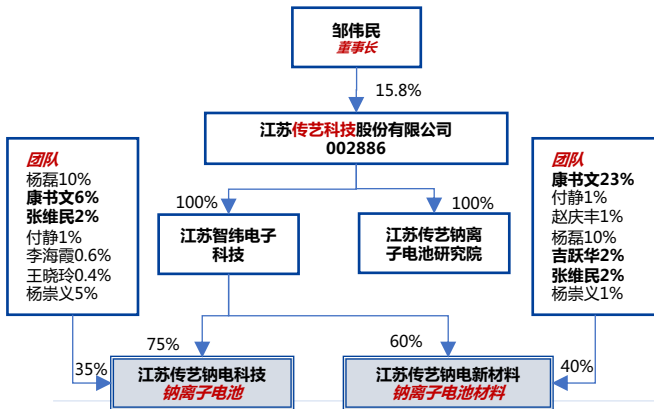 邹伟民
董事长
15.8%
江苏传艺科技股份有限公司
002886
团队
杨磊10%
康书文6%
张维民2%
付静1%
李海霞0.6%
王晓玲0.4%
杨崇义5%
团队
康书文23%
付静1%
赵庆丰1%
杨磊10%
吉跃华2%
张维民2%
杨崇义1%
100%
100%
江苏智纬电子
科技
江苏传艺钠离
子电池研究院
75%
60%
35%
40%
江苏传艺钠电科技
钠离子电池
江苏传艺钠电新材料
钠离子电池材料